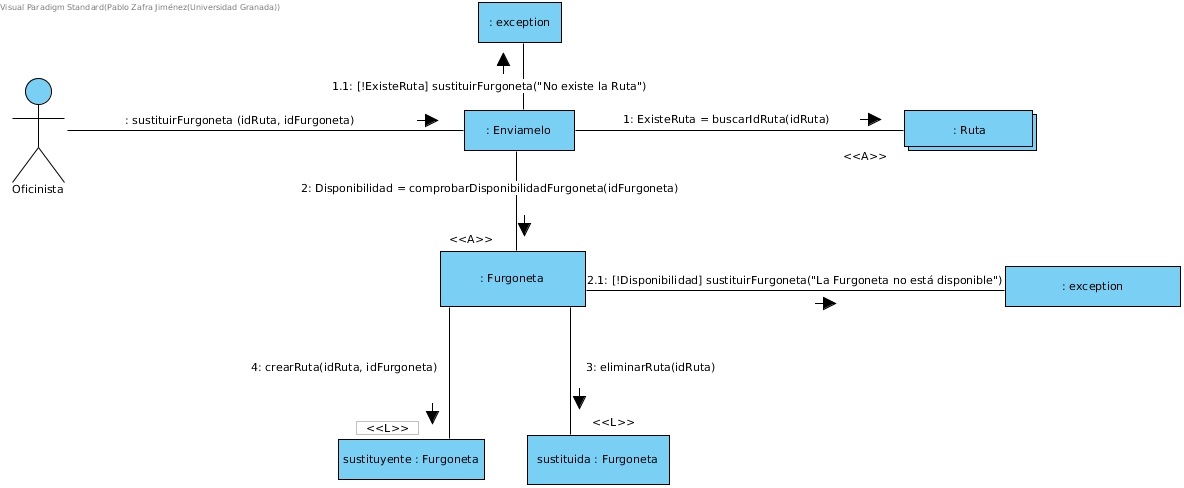 Visual Paradigm Standard(Pablo Zafra Jiménez(Universidad Granada))
: exception
1.1: [!ExisteRuta] sustituirFurgoneta("No existe la Ruta")
: sustituirFurgoneta (idRuta, idFurgoneta)
: Enviamelo
1: ExisteRuta = buscarIdRuta(idRuta)
: Ruta
<<A>>
Oficinista
2: Disponibilidad = comprobarDisponibilidadFurgoneta(idFurgoneta)
<<A>>
: Furgoneta
2.1: [!Disponibilidad] sustituirFurgoneta("La Furgoneta no está disponible")
: exception
4: crearRuta(idRuta, idFurgoneta)
3: eliminarRuta(idRuta)
<<L>>
<<L>>
sustituyente : Furgoneta
sustituida : Furgoneta